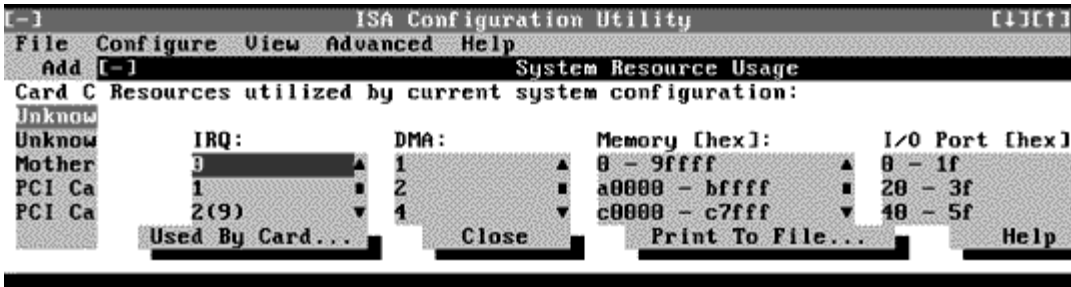 [-] ISA Configuration Utility [↓][↑]
File Configure View Advanced Help
Add [-] System Resource Usage
Card C Resources utilized by current system configuration:
Unknow
Unknow IRQ: DMA: Memory [hex]: I/O Port [hex]
Mother 0 ▲ 1 ▲ 0 - 9ffff ▲ 0 - 1f
PCI Ca 1 ■ 2 ■ a0000 - bffff ■ 20 - 3f
PCI Ca 2(9) ▼ 4 ▼ c0000 - c7fff ▼ 40 - 5f
Used By Card... Close Print To File... Help